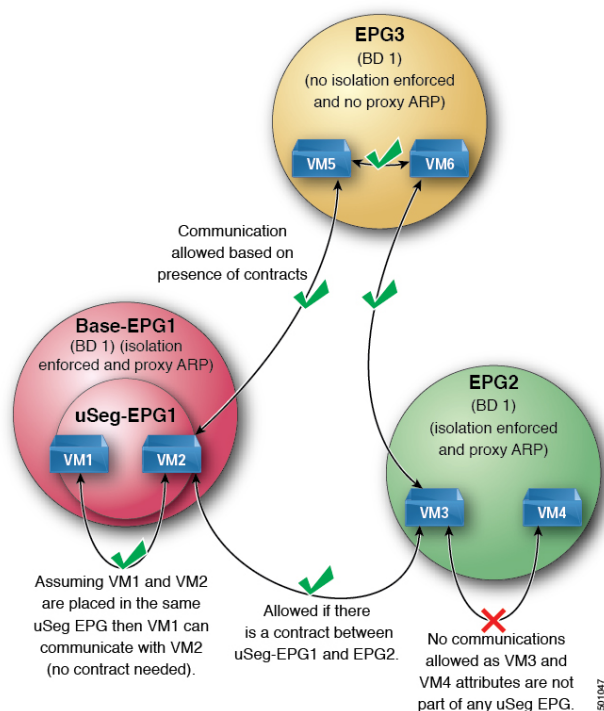 EPG3
(BD 1)
(no isolation enforced
and no proxy ARP)
VM5
VM6
Communication
allowed based on
presence of contracts
Base-EPG1
(BD 1) (isolation
enforced and proxy ARP)
uSeg-EPG1
VM1
VM2
EPG2
(BD 1)
(isolation enforced
and proxy ARP)
VM3
VM4
Assuming VM1 and VM2
are placed in the same
uSeg EPG then VM1 can
communicate with VM2
(no contract needed).
Allowed if there
is a contract between
uSeg-EPG1 and EPG2.
No communications
allowed as VM3 and
VM4 attributes are not
part of any uSeg EPG.
501047